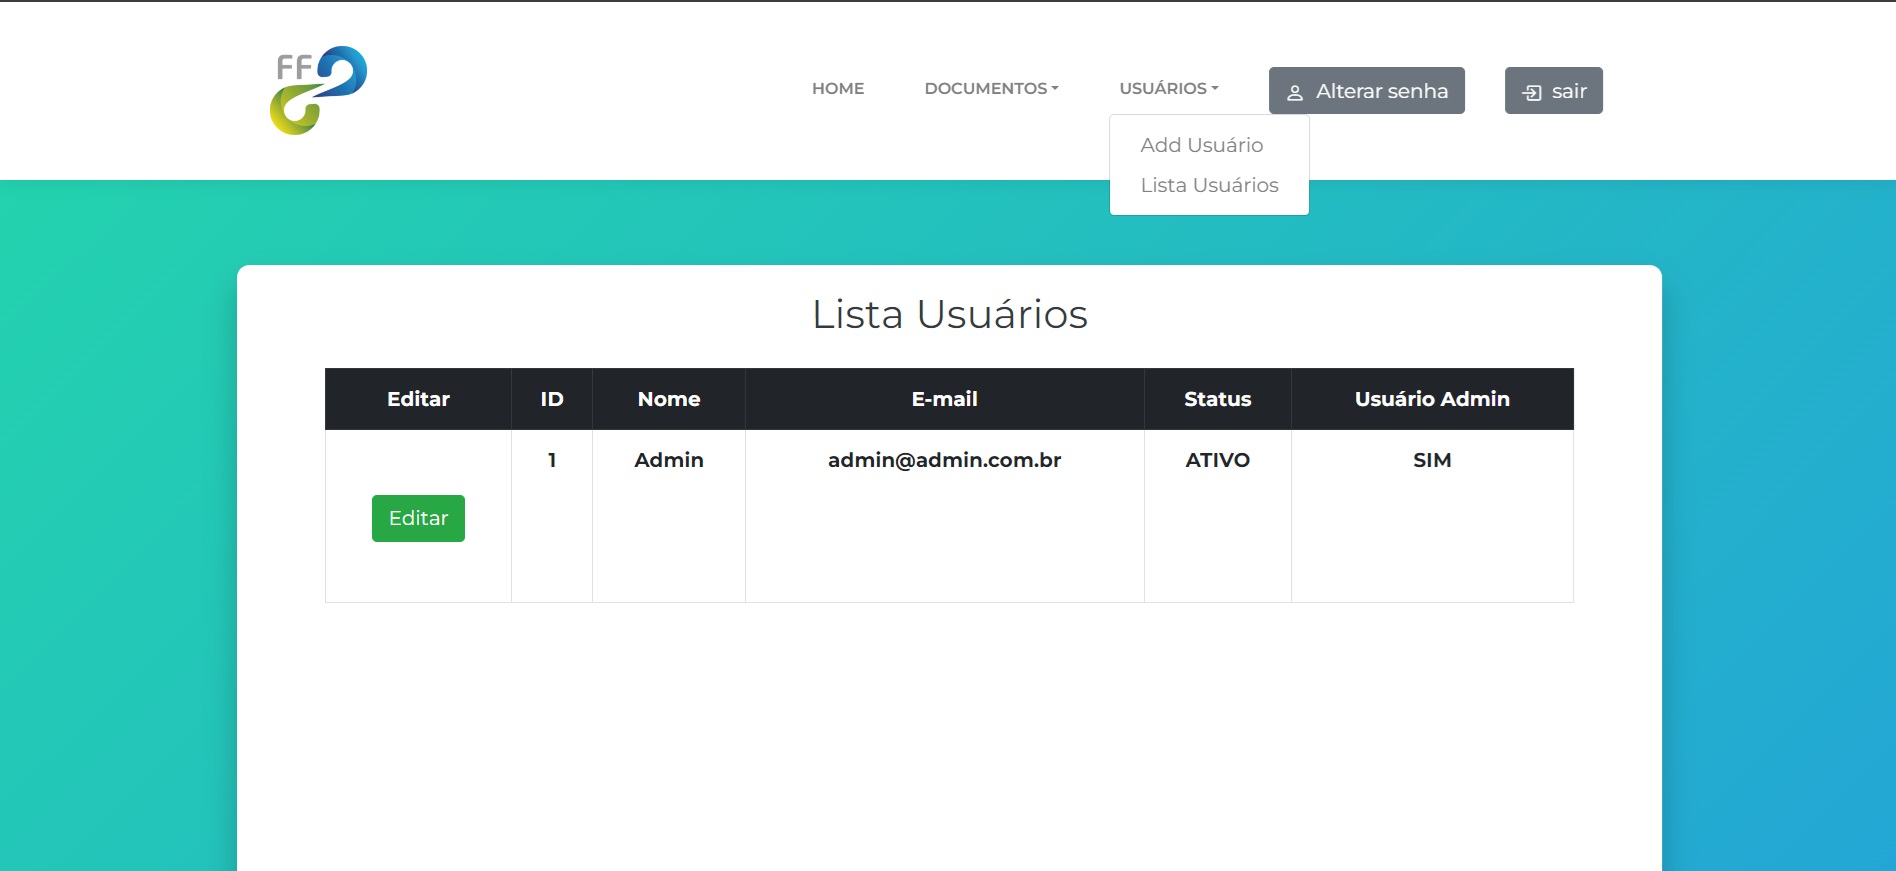 FF
HOME
DOCUMENTOS
USUÁRIOS
Alterar senha
sair
Add Usuário
Lista Usuários
Lista Usuários
Editar ID Nome E-mail Status Usuário Admin
1 Admin admin@admin.com.br ATIVO SIM
Editar